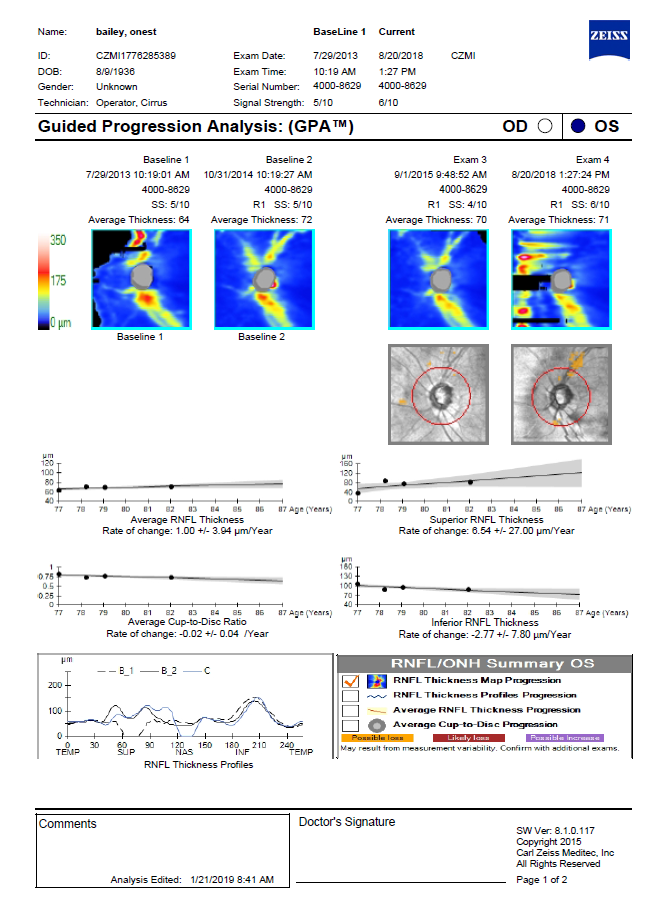 Name: bailey, onest BaseLine 1 Current
ZEISS
ID: CZMI1776285389 Exam Date: 7/29/2013 8/20/2018 CZMI
DOB: 8/9/1936 Exam Time: 10:19 AM 1:27 PM
Gender: Unknown Serial Number: 4000-8629 4000-8629
Technician: Operator, Cirrus Signal Strength: 5/10 6/10
Guided Progression Analysis: (GPA™) OD OS
Baseline 1 Baseline 2 Exam 3 Exam 4
7/29/2013 10:19:01 AM 10/31/2014 10:19:27 AM 9/1/2015 9:48:52 AM 8/20/2018 1:27:24 PM
4000-8629 4000-8629 4000-8629 4000-8629
SS: 5/10 R1 SS: 5/10 R1 SS: 4/10 R1 SS: 6/10
Average Thickness: 64 Average Thickness: 72 Average Thickness: 70 Average Thickness: 71
350
175
0 µm
Baseline 1 Baseline 2
µm
120
100
80
60
40
77 78 79 80 81 82 83 84 85 86 87 Age (Years)
Average RNFL Thickness
Rate of change: 1.00 +/- 3.94 µm/Year
µm
160
120
80
40
0
77 78 79 80 81 82 83 84 85 86 87 Age (Years)
Superior RNFL Thickness
Rate of change: 6.54 +/- 27.00 µm/Year
1
0.75
0.5
0.25
0
77 78 79 80 81 82 83 84 85 86 87 Age (Years)
Average Cup-to-Disc Ratio
Rate of change: -0.02 +/- 0.04 /Year
µm
160
130
100
70
40
77 78 79 80 81 82 83 84 85 86 87 Age (Years)
Inferior RNFL Thickness
Rate of change: -2.77 +/- 7.80 µm/Year
µm
B_1 B_2 C
200
100
0
0 30 60 90 120 150 180 210 240
TEMP SUP NAS INF TEMP
RNFL Thickness Profiles
RNFL/ONH Summary OS
RNFL Thickness Map Progression
RNFL Thickness Profiles Progression
Average RNFL Thickness Progression
Average Cup-to-Disc Progression
Possible loss Likely loss Possible increase
May result from measurement variability. Confirm with additional exams.
Comments
Analysis Edited: 1/21/2019 8:41 AM
Doctor's Signature
SW Ver: 8.1.0.117
Copyright 2015
Carl Zeiss Meditec, Inc
All Rights Reserved
Page 1 of 2